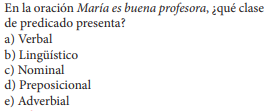 En la oración María es buena profesora, ¿qué clase
de predicado presenta?
a) Verbal
b) Lingüístico
c) Nominal
d) Preposicional
e) Adverbial